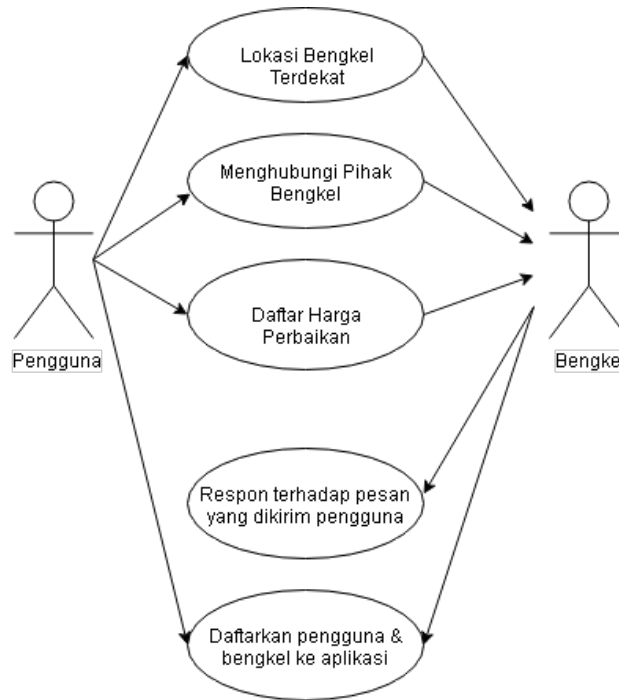 Lokasi Bengkel
Terdekat
Menghubungi Pihak
Bengkel
Daftar Harga
Perbaikan
Pengguna
Bengkel
Respon terhadap pesan
yang dikirim pengguna
Daftarkan pengguna &
bengkel ke aplikasi